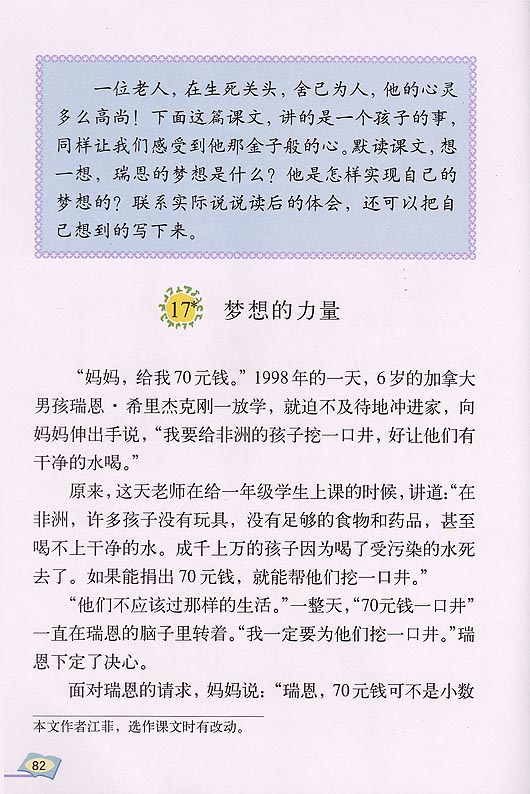 一位老人，在生死关头，舍己为人，他的心灵
多么高尚！下面这篇课文，讲的是一个孩子的事，
同样让我们感受到他那金子般的心。默读课文，想
一想，瑞恩的梦想是什么？他是怎样实现自己的
梦想的？联系实际说说读后的体会，还可以把自
己想到的写下来。
17* 梦想的力量
“妈妈，给我70元钱。”1998年的一天，6岁的加拿大
男孩瑞恩·希里杰克刚一放学，就迫不及待地冲进家，向
妈妈伸出手说，“我要给非洲的孩子挖一口井，好让他们有
干净的水喝。”
原来，这天老师在给一年级学生上课的时候，讲道：“在
非洲，许多孩子没有玩具，没有足够的食物和药品，甚至
喝不上干净的水。成千上万的孩子因为喝了受污染的水死
去了。如果能捐出70元钱，就能帮他们挖一口井。”
“他们不应该过那样的生活。”一整天，“70元钱一口井”
一直在瑞恩的脑子里转着。“我一定要为他们挖一口井。”瑞
恩下定了决心。
面对瑞恩的请求，妈妈说：“瑞恩，70元钱可不是小数
本文作者江菲，选作课文时有改动。
82